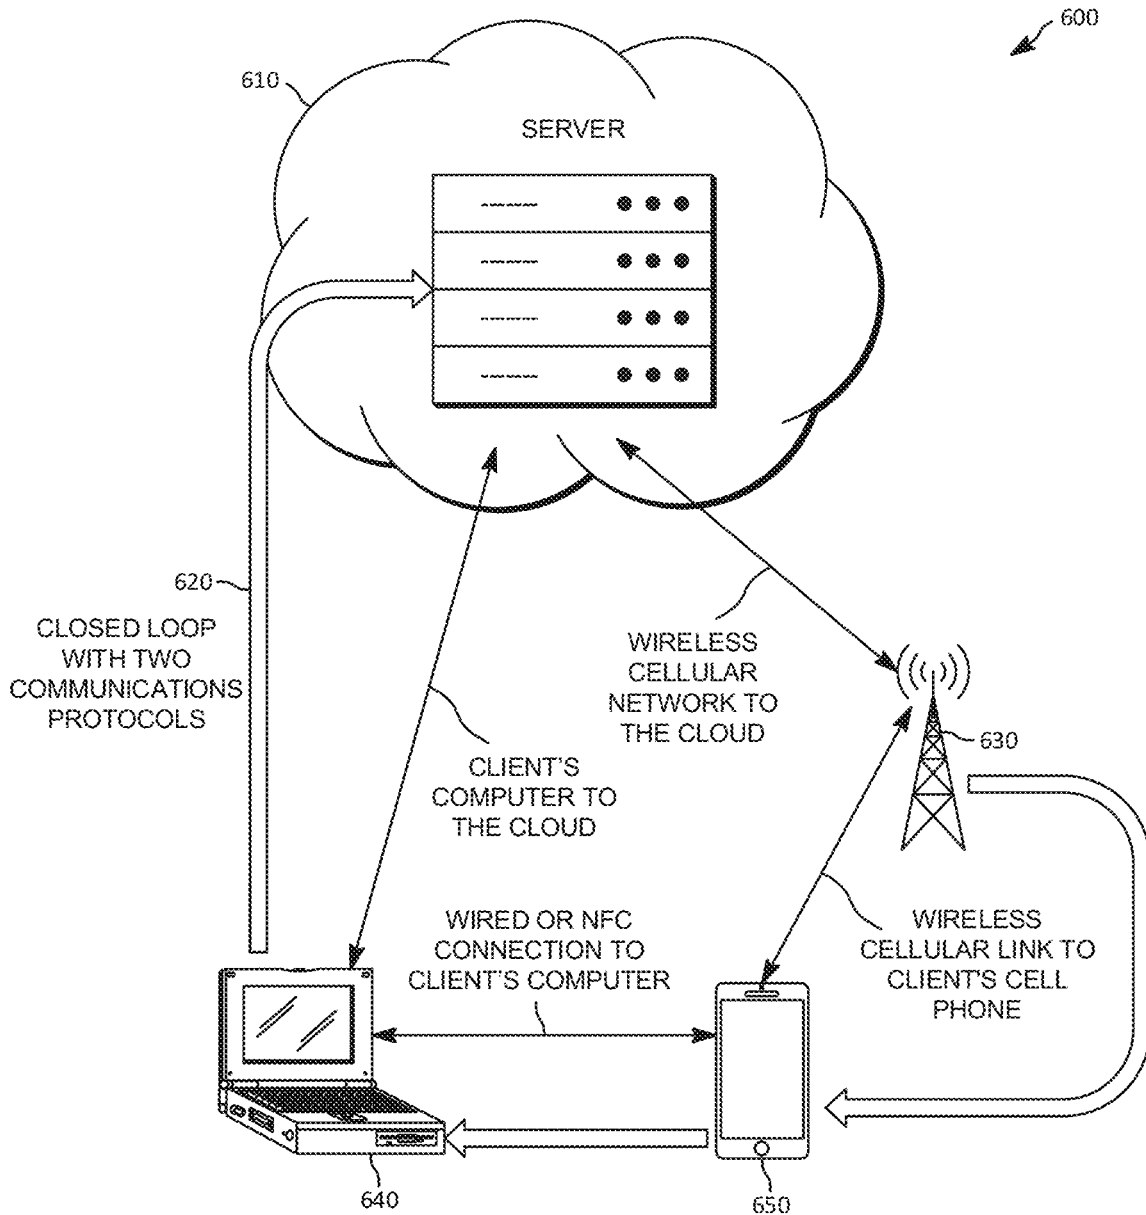 600
610
SERVER
620
CLOSED LOOP
WITH TWO
COMMUNICATIONS
PROTOCOLS
WIRELESS
CELLULAR
NETWORK TO
THE CLOUD
630
CLIENT'S
COMPUTER TO
THE CLOUD
WIRED OR NFC
CONNECTION TO
CLIENT'S COMPUTER
WIRELESS
CELLULAR LINK TO
CLIENT'S CELL
PHONE
640
650